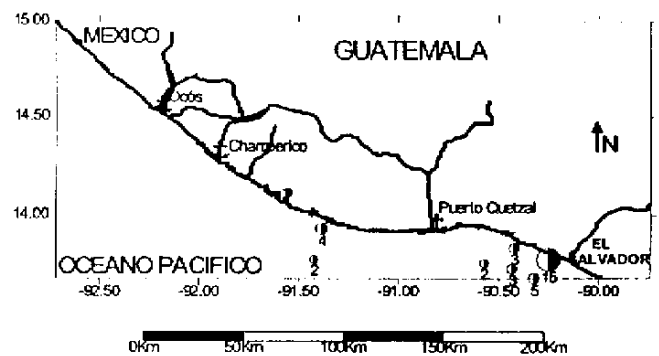 15.00
MEXICO
GUATEMALA
Ocós
14.50
Champerico
N
14.00
Puerto Quetzal
4
EL
SALVADOR
OCEANO PACIFICO
2
2
3
16
5
-92.50
-92.00
-91.50
-91.00
-90.50
-90.00
0Km
50Km
100Km
150Km
200Km